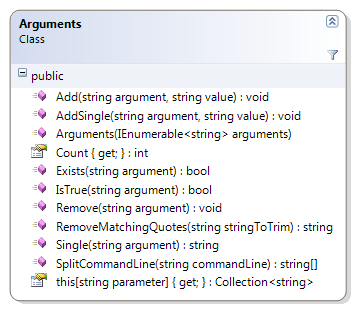 Arguments
Class
public
Add(string argument, string value) : void
AddSingle(string argument, string value) : void
Arguments(IEnumerable<string> arguments)
Count { get; } : int
Exists(string argument) : bool
IsTrue(string argument) : bool
Remove(string argument) : void
RemoveMatchingQuotes(string stringToTrim) : string
Single(string argument) : string
SplitCommandLine(string commandLine) : string[]
this[string parameter] { get; } : Collection<string>